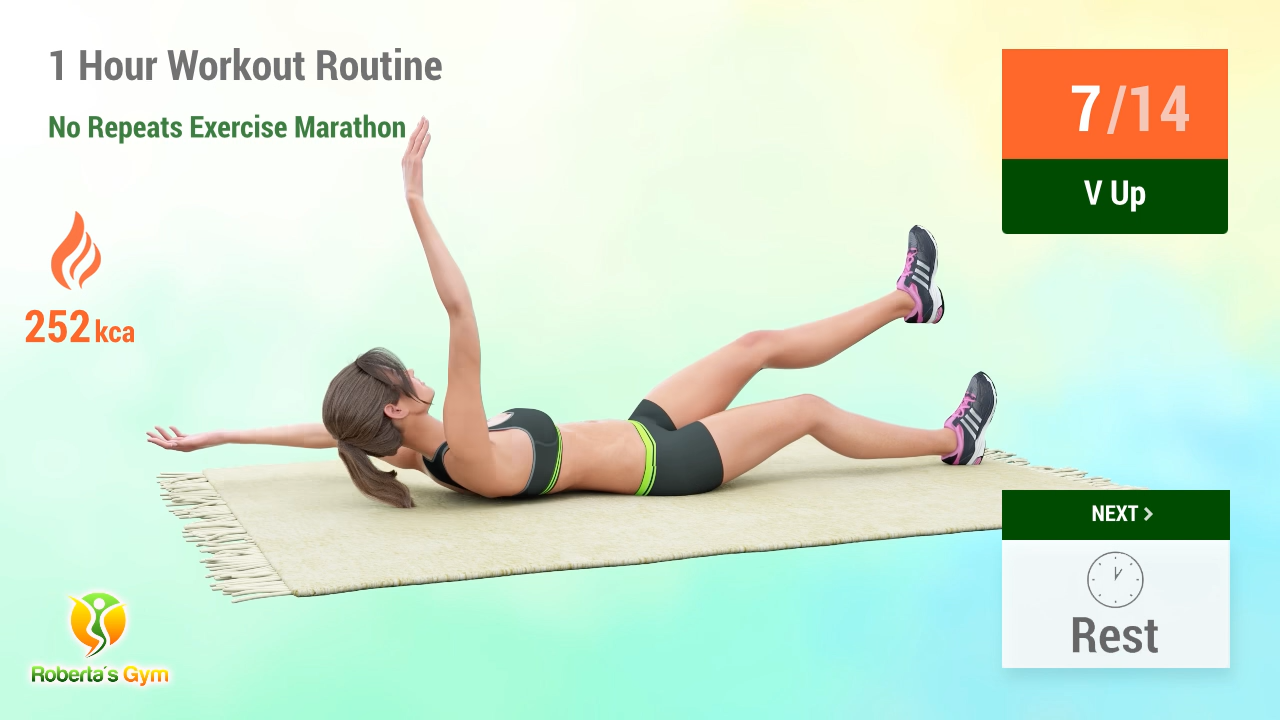 1 Hour Workout Routine
No Repeats Exercise Marathon
7/14
V Up
252 kca
NEXT >
Rest
Roberta´s Gym